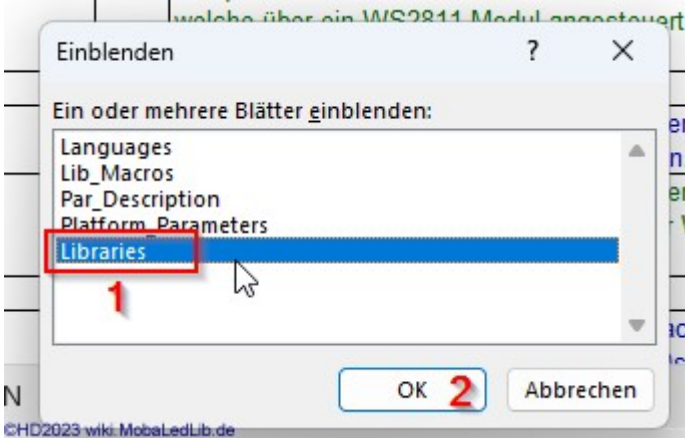 welche über ein WS2811 Modul angesteuert
Einblenden ? ×
Ein oder mehrere Blätter einblenden:
Languages
Lib_Macros
Par_Description
Platform_Parameters
Libraries
1
OK 2 Abbrechen
N
©HD2023 wiki.MobaLedLib.de